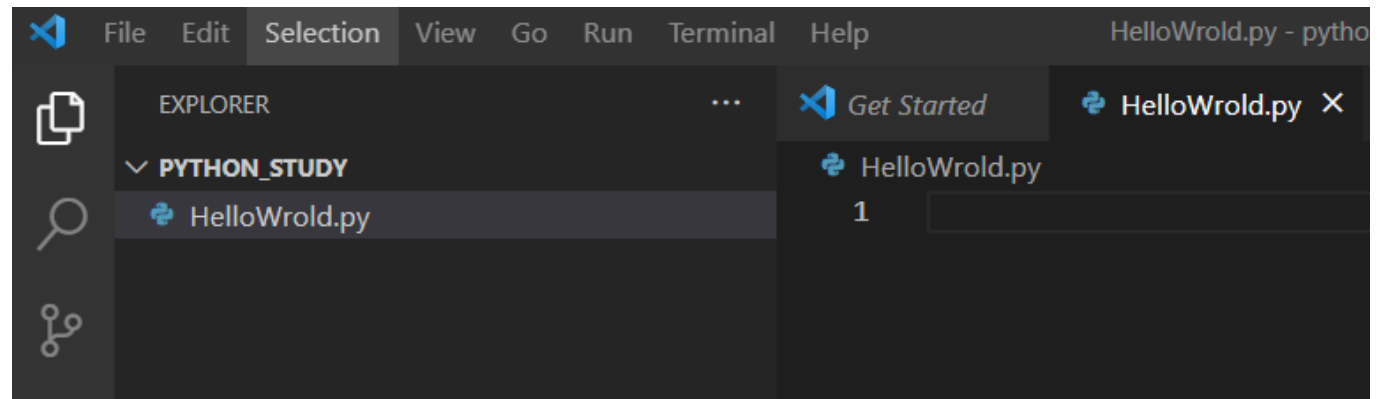 File Edit Selection View Go Run Terminal Help HelloWrold.py - pytho
EXPLORER ··· Get Started HelloWrold.py ×
PYTHON_STUDY HelloWrold.py
HelloWrold.py 1